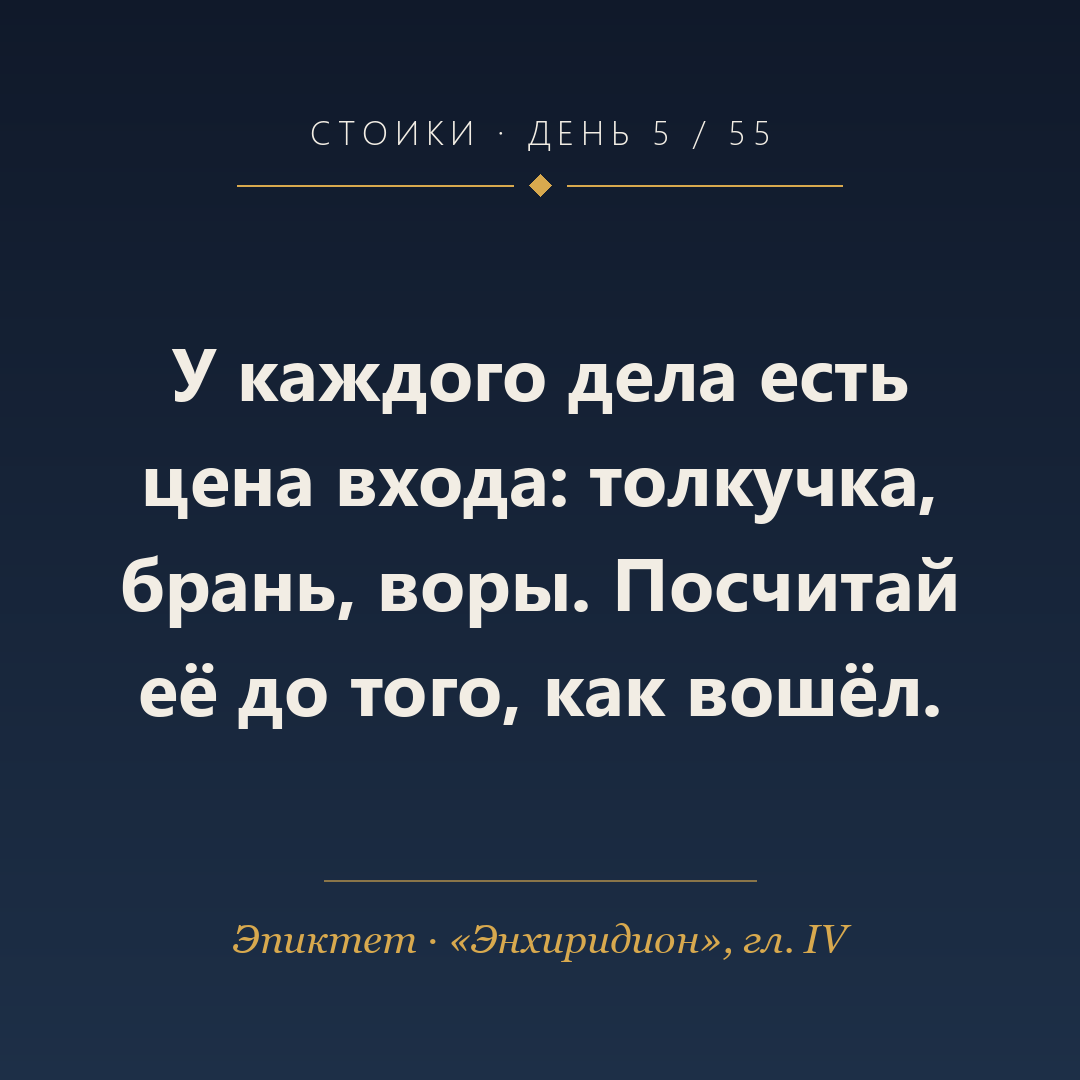 СТОИКИ · ДЕНЬ 5 / 55
У каждого дела есть
цена входа: толкучка,
брань, воры. Посчитай
её до того, как вошёл.
Эпиктет · «Энхиридион», гл. IV